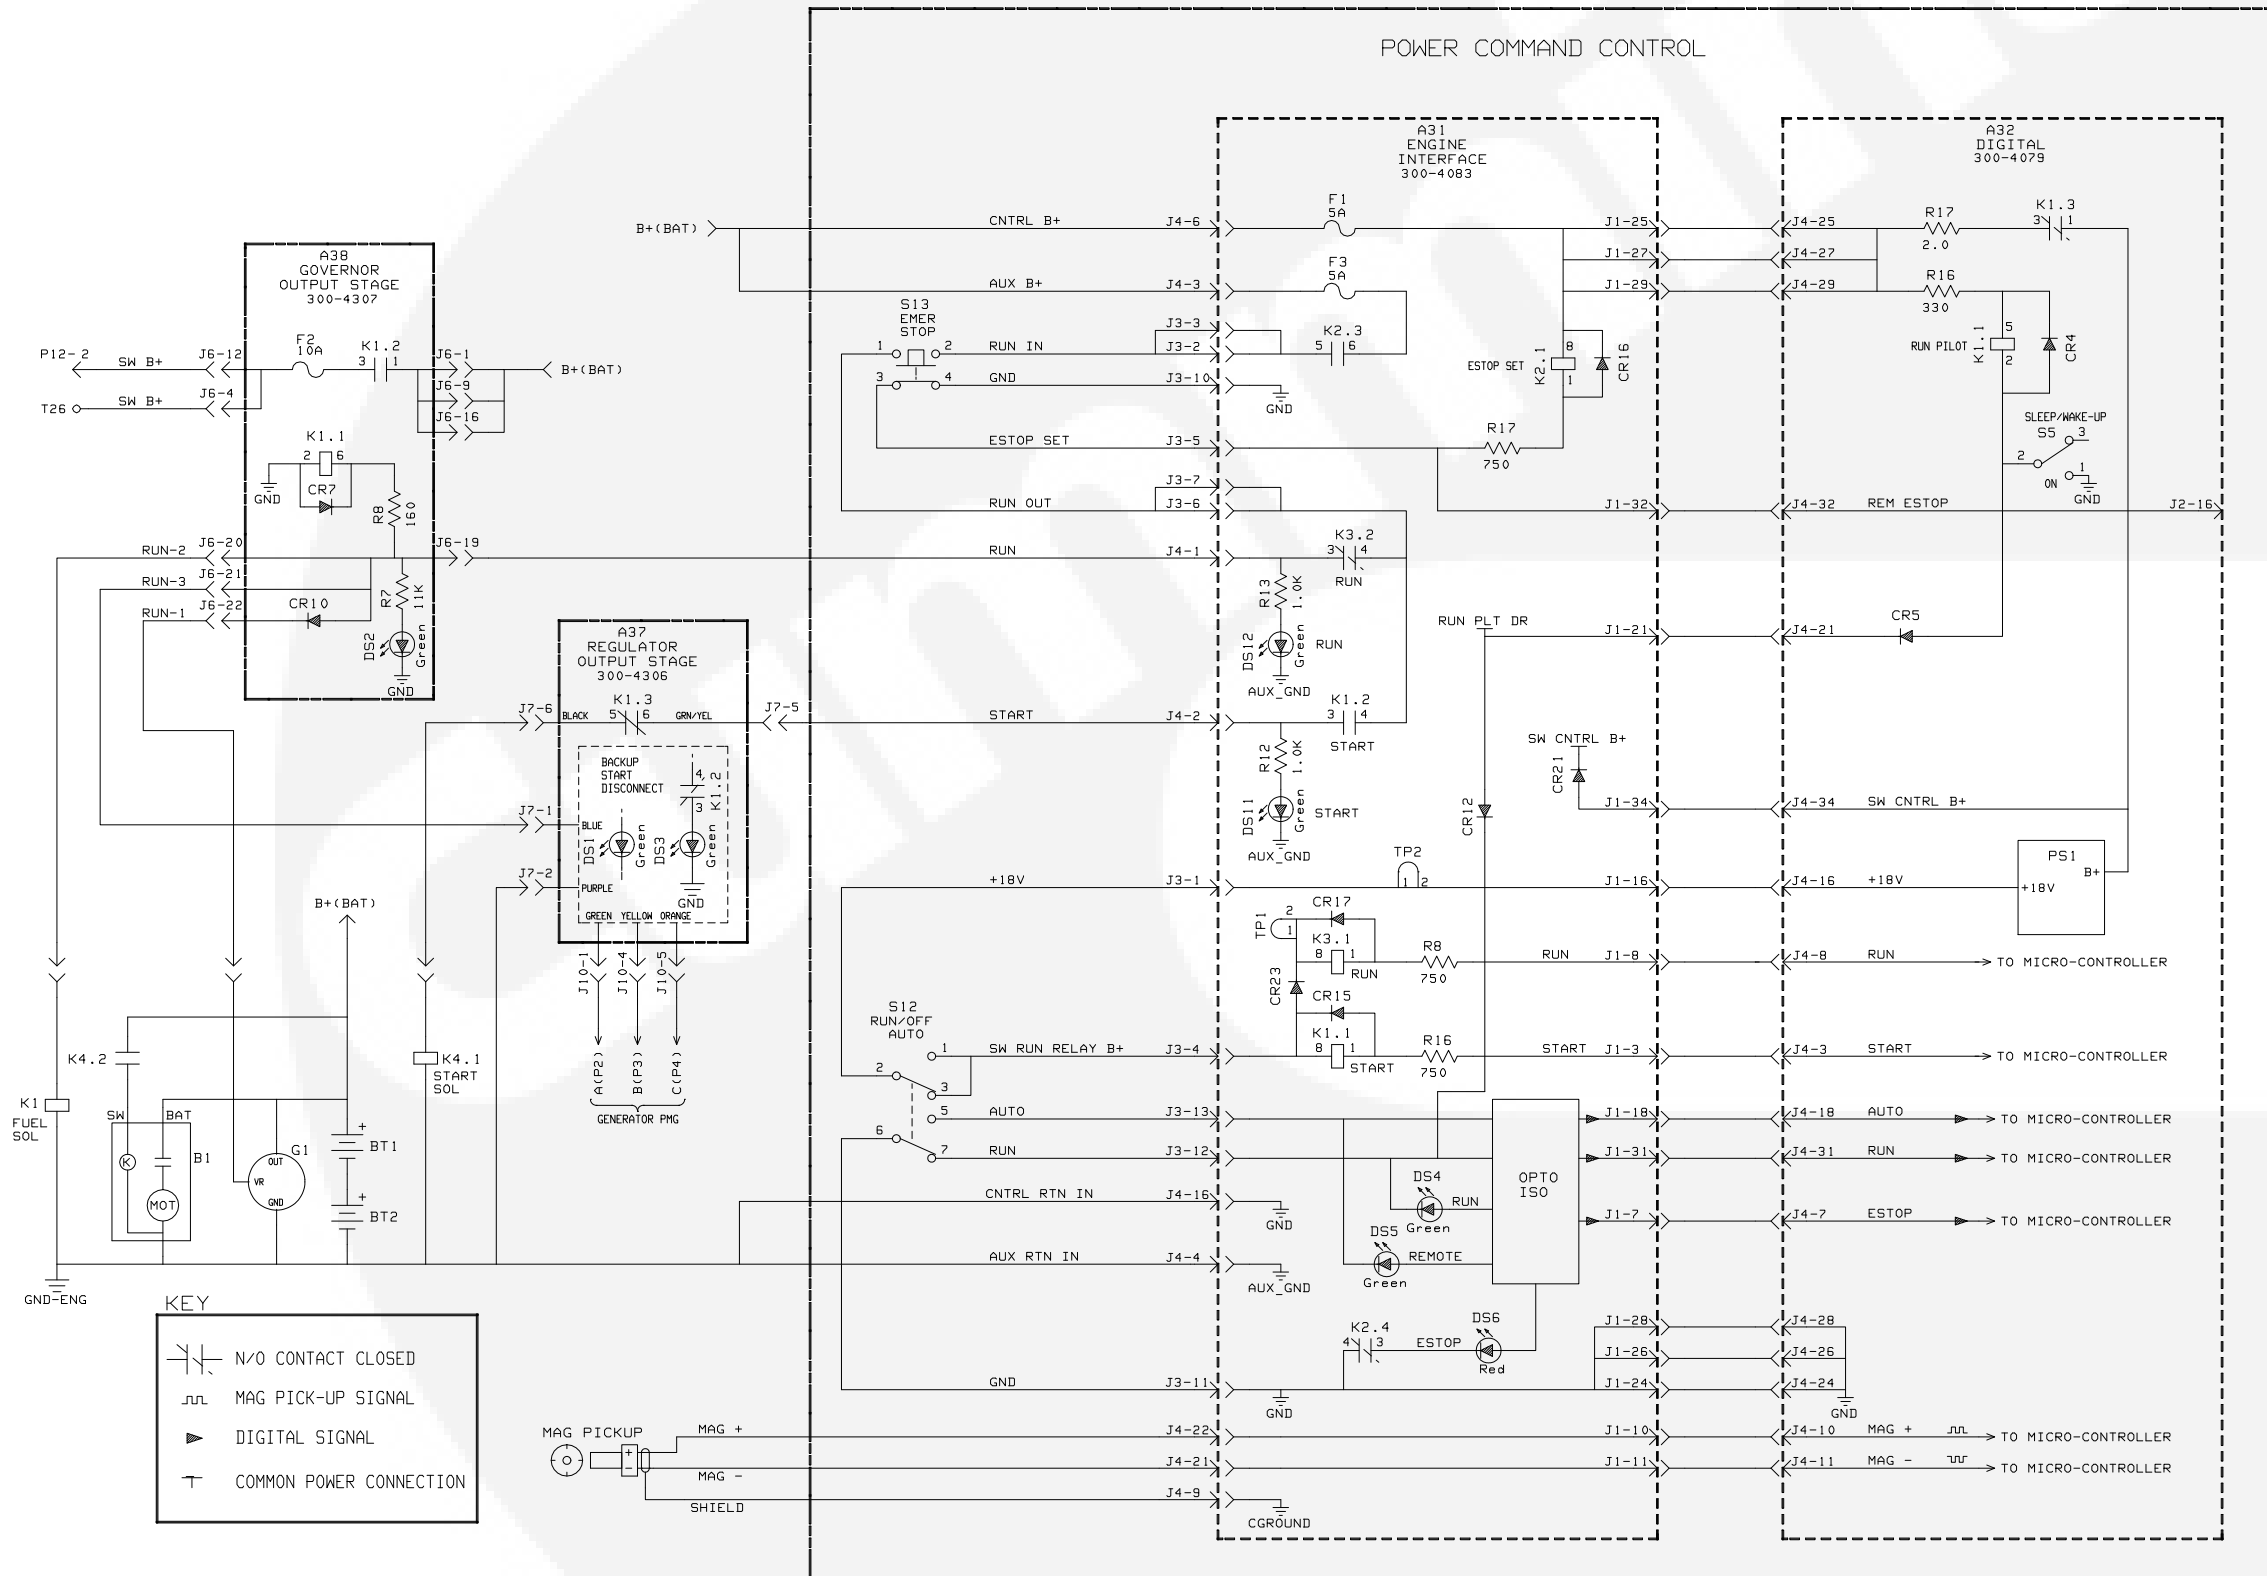 POWER COMMAND CONTROL
A31
ENGINE
INTERFACE
300-4083
A32
DIGITAL
300-4079
B+(BAT)
CNTRL B+
J4-6
F1
5A
J1-25
J4-25
R17
2.0
K1.3
3 1
J1-27
J4-27
AUX B+
J4-3
F3
5A
J1-29
J4-29
R16
330
A38
GOVERNOR
OUTPUT STAGE
300-4307
P12-2
SW B+
J6-12
F2
10A
K1.2
3 1
J6-1
B+(BAT)
J6-9
J6-16
T26
SW B+
J6-4
K1.1
2 6
CR7
GND
R8
160
RUN-2
J6-20
J6-19
RUN-3
J6-21
RUN-1
J6-22
CR10
R7
11K
DS2
Green
GND
S13
EMER
STOP
1 2
3 4
RUN IN
J3-3
J3-2
K2.3
5 6
GND
J3-10
GND
ESTOP SET
8
K2.1
1
CR16
RUN PILOT
5
K1.1
2
CR4
SLEEP/WAKE-UP
S5
3
2
1
ON
GND
ESTOP SET
J3-5
R17
750
J3-7
RUN OUT
J3-6
J1-32
J4-32
REM ESTOP
J2-16
RUN
J4-1
K3.2
3 4
RUN
R13
1.0K
DS12
Green
RUN
AUX_GND
RUN PLT DR
J1-21
J4-21
CR5
A37
REGULATOR
OUTPUT STAGE
300-4306
J7-6
BLACK
K1.3
5 6
GRN/YEL
J7-5
START
J4-2
K1.2
3 4
START
R12
1.0K
DS11
Green
START
AUX_GND
SW CNTRL B+
CR21
J1-34
J4-34
SW CNTRL B+
CR12
BACKUP
START
DISCONNECT
4
K1.2
3
J7-1
BLUE
DS1
Green
DS3
Green
J7-2
PURPLE
GND
GREEN YELLOW ORANGE
J10-1
J10-4
J10-5
A(P2)
B(P3)
C(P4)
GENERATOR PMG
+18V
J3-1
TP2
1 2
J1-16
J4-16
+18V
PS1
B+
+18V
TP1
2
1
CR17
K3.1
8 1
RUN
R8
750
RUN
J1-8
J4-8
RUN
TO MICRO-CONTROLLER
CR23
CR15
K1.1
8 1
START
R16
750
START
J1-3
J4-3
START
TO MICRO-CONTROLLER
S12
RUN/OFF
AUTO
1
2
3
5
6
7
SW RUN RELAY B+
J3-4
AUTO
J3-13
J1-18
J4-18
AUTO
TO MICRO-CONTROLLER
RUN
J3-12
J1-31
J4-31
RUN
TO MICRO-CONTROLLER
OPTO
ISO
DS4
RUN
Green
DS5
REMOTE
Green
J1-7
J4-7
ESTOP
TO MICRO-CONTROLLER
CNTRL RTN IN
J4-16
GND
AUX RTN IN
J4-4
AUX_GND
K2.4
4 3
ESTOP
DS6
Red
J1-28
J4-28
J1-26
J4-26
GND
J3-11
GND
J1-24
J4-24
GND
B+(BAT)
K4.2
K4.1
START
SOL
K1
FUEL
SOL
SW
BAT
K
MOT
B1
G1
OUT
VR
GND
+
BT1
+
BT2
GND-ENG
KEY
N/O CONTACT CLOSED
MAG PICK-UP SIGNAL
DIGITAL SIGNAL
COMMON POWER CONNECTION
MAG PICKUP
+
-
MAG +
J4-22
J1-10
J4-10
MAG +
TO MICRO-CONTROLLER
MAG -
J4-21
J1-11
J4-11
MAG -
TO MICRO-CONTROLLER
SHIELD
J4-9
CGROUND